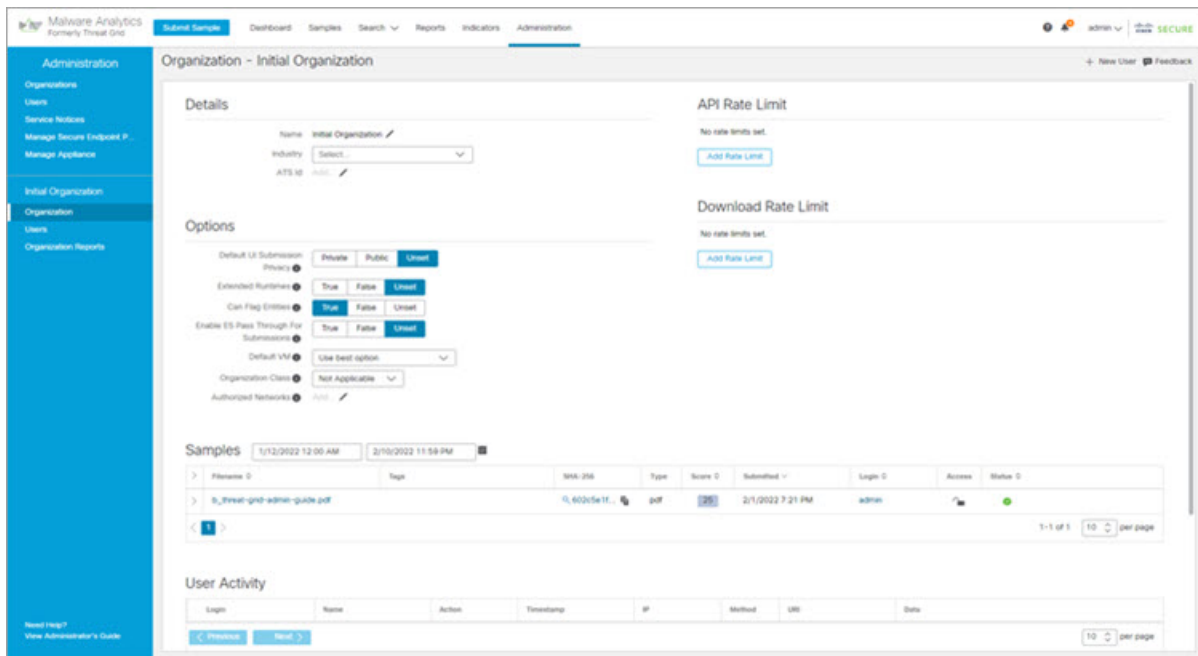 Malware Analytics
Formerly Threat Grid
Submit Sample
Dashboard Samples Search Reports Indicators Administration
admin
CISCO SECURE
Administration
Organizations
Users
Service Notices
Manage Secure Endpoint P...
Manage Appliance
Initial Organization
Organization
Users
Organization Reports
Need Help?
View Administrator's Guide
Organization - Initial Organization
+ New User Feedback
Details
Name Initial Organization
Industry Select...
ATS Id Add...
Options
Default UI Submission Privacy Private Public Unset
Extended Runtimes True False Unset
Can Flag Entities True False Unset
Enable ES Pass Through For Submissions True False Unset
Default VM Use best option
Organization Class Not Applicable
Authorized Networks Add...
API Rate Limit
No rate limits set.
Add Rate Limit
Download Rate Limit
No rate limits set.
Add Rate Limit
Samples 1/12/2022 12:00 AM 2/10/2022 11:59 PM
Filename Tags SHA-256 Type Score Submitted Login Access Status
b_threat-grid-admin-guide.pdf 602c5e1f... pdf 25 2/1/2022 7:21 PM admin
1
1-1 of 1 10 per page
User Activity
Login Name Action Timestamp IP Method URI Data
Previous Next
10 per page